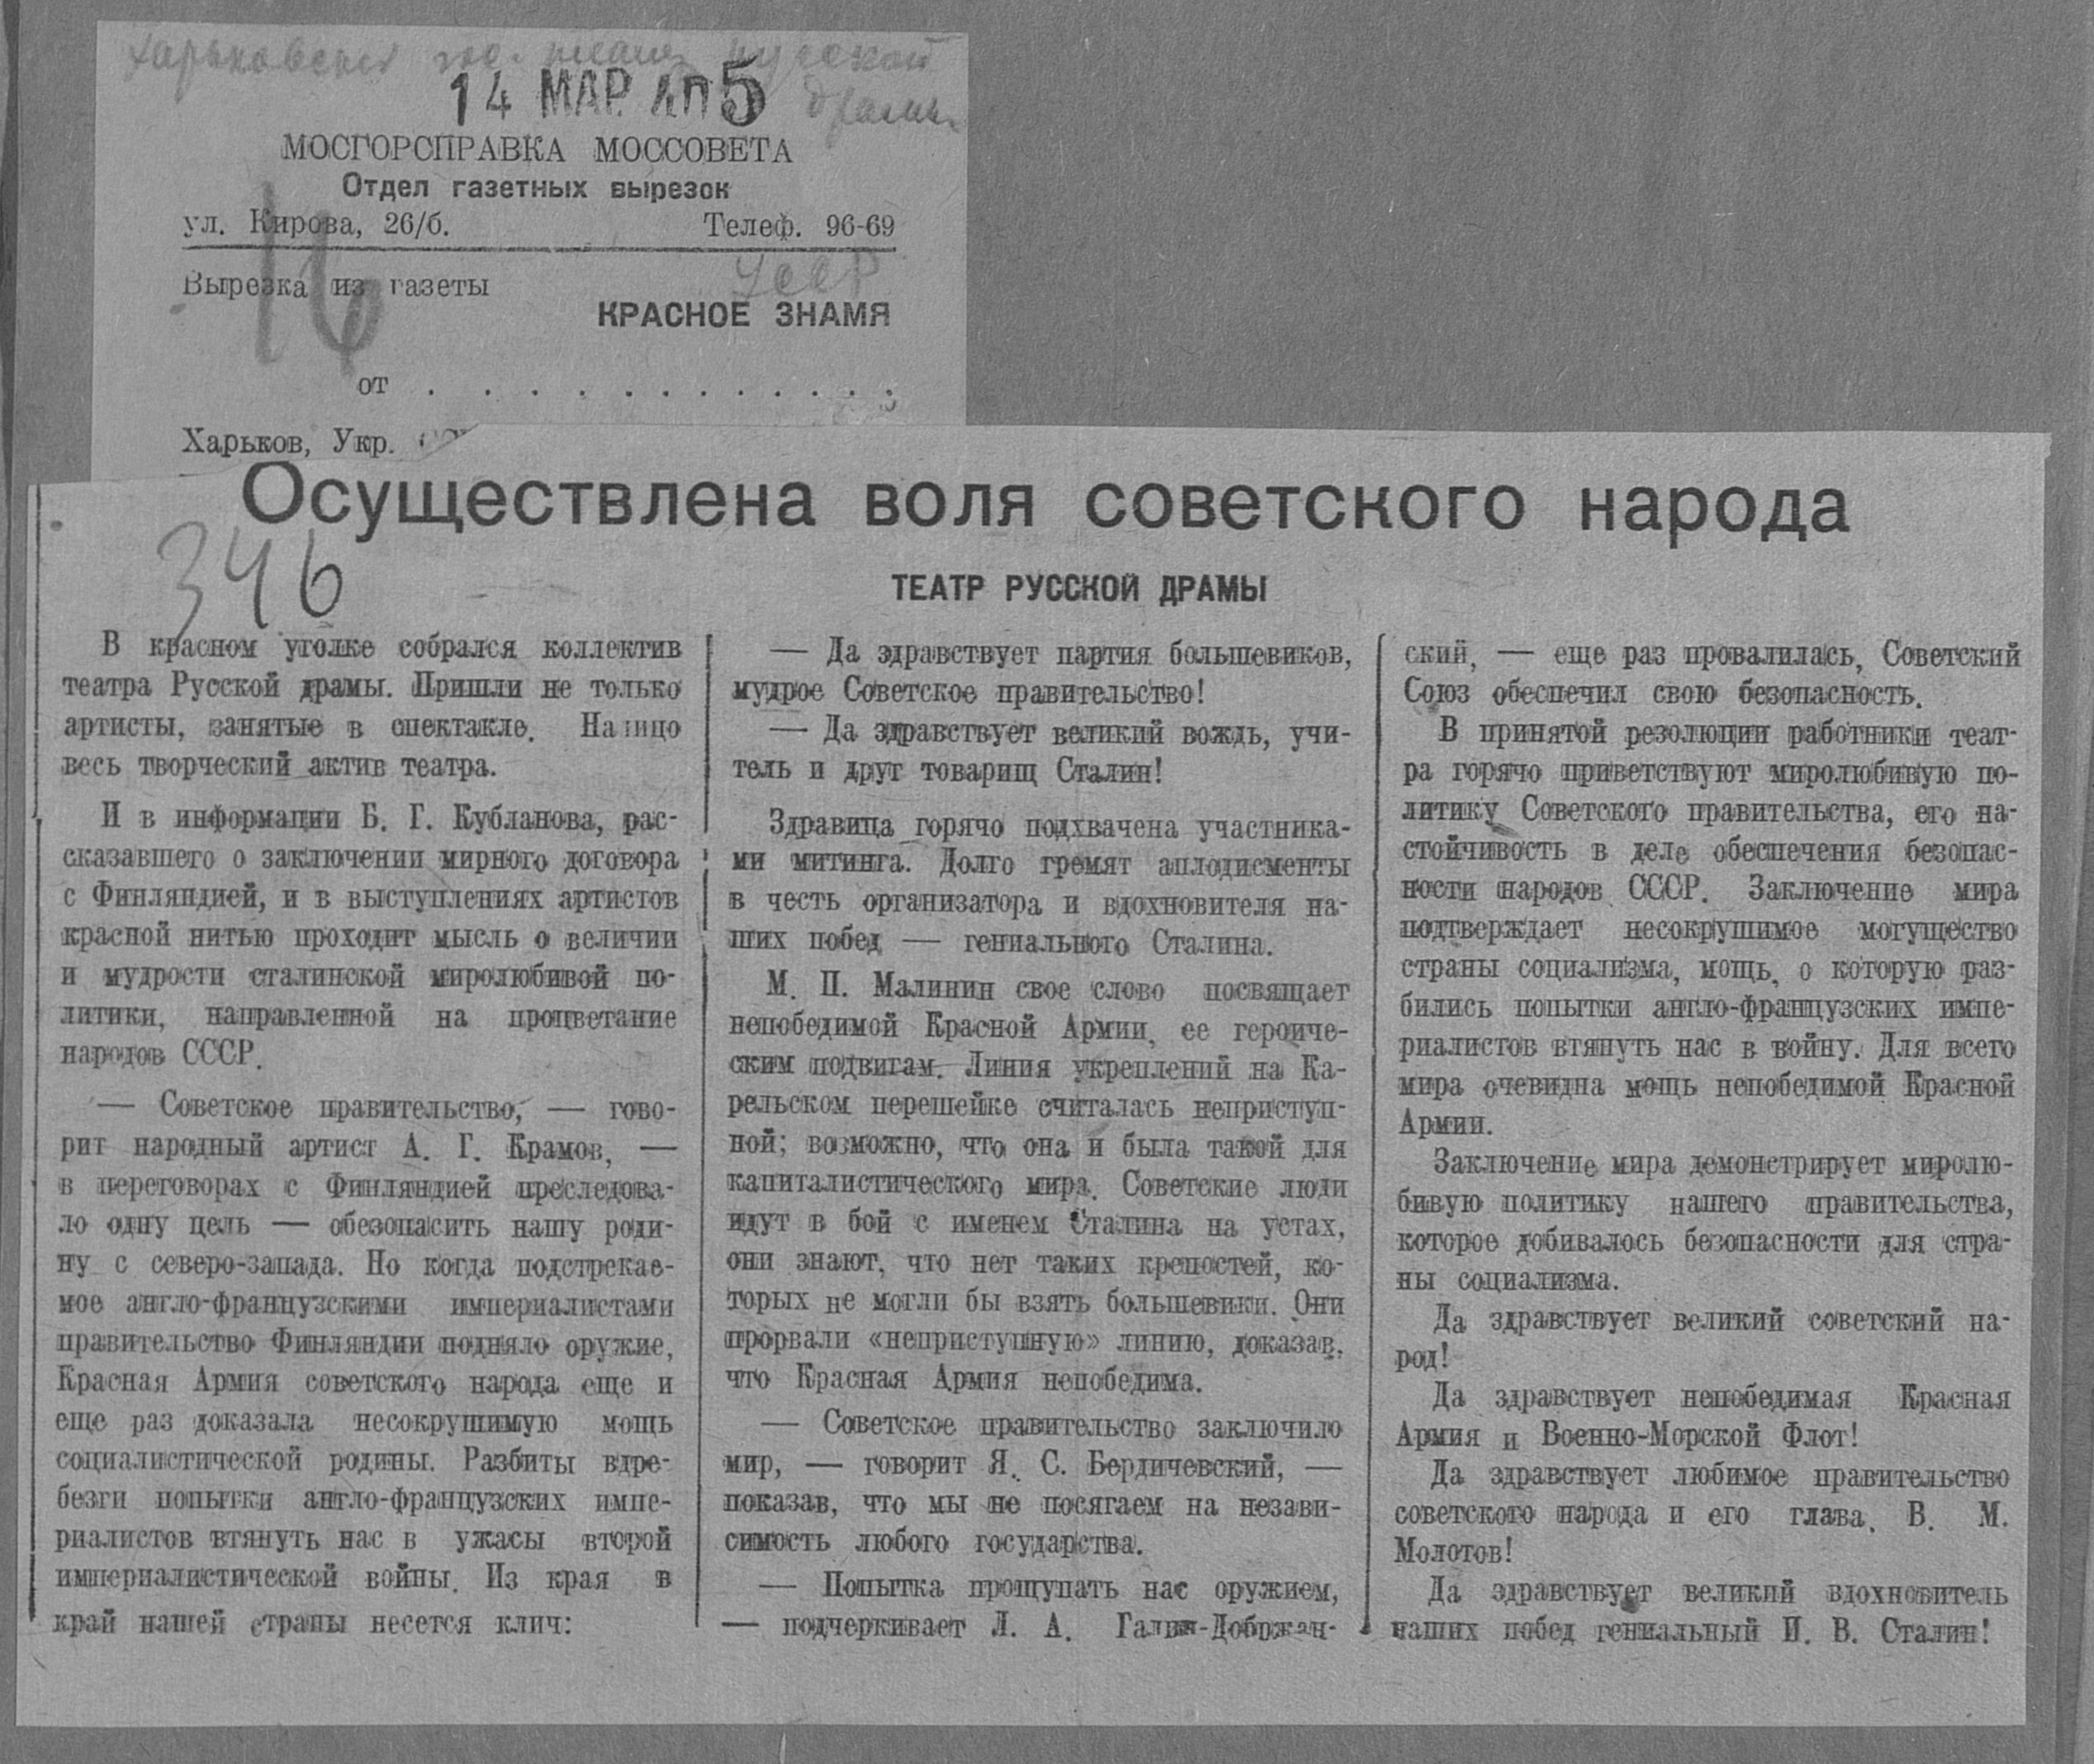 Харьковский гос. театр русской
драмы
14 МАР. 40 5
МОСГОРСПРАВКА МОССОВЕТА
Отдел газетных вырезок
ул. Кирова, 26/б. Телеф. 96-69
16
Вырезка из газеты
УССР
КРАСНОЕ ЗНАМЯ
от . . . . . . . . . . . .
Харьков, Укр.
Осуществлена воля советского народа
346
ТЕАТР РУССКОЙ ДРАМЫ
В красном уголке собрался коллектив
театра Русской драмы. Пришли не только
артисты, занятые в спектакле. Налицо
весь творческий актив театра.
И в информации Б. Г. Кубланова, рас-
сказавшего о заключении мирного договора
с Финляндией, и в выступлениях артистов
красной нитью проходит мысль о величии
и мудрости сталинской миролюбивой по-
литики, направленной на процветание
народов СССР.
— Советское правительство, — гово-
рит народный артист А. Г. Крамов, —
в переговорах с Финляндией преследова-
ло одну цель — обезопасить нашу роди-
ну с северо-запада. Но когда подстрекае-
мое англо-французскими империалистами
правительство Финляндии подняло оружие,
Красная Армия советского народа еще и
еще раз доказала несокрушимую мощь
социалистической родины. Разбиты вдре-
безги попытки англо-французских импе-
риалистов втянуть нас в ужасы второй
империалистической войны. Из края в
край нашей страны несется клич:
— Да здравствует партия большевиков,
мудрое Советское правительство!
— Да здравствует великий вождь, учи-
тель и друг товарищ Сталин!
Здравица горячо подхвачена участника-
ми митинга. Долго гремят аплодисменты
в честь организатора и вдохновителя на-
ших побед — гениального Сталина.
М. П. Малинин свое слово посвящает
непобедимой Красной Армии, ее героиче-
ским подвигам. Линия укреплений на Ка-
рельском перешейке считалась неприступ-
ной; возможно, что она и была такой для
капиталистического мира. Советские люди
идут в бой с именем Сталина на устах,
они знают, что нет таких крепостей, ко-
торых не могли бы взять большевики. Они
прорвали «неприступную» линию, доказав,
что Красная Армия непобедима.
— Советское правительство заключило
мир, — говорит Я. С. Бердичевский, —
показав, что мы не посягаем на незави-
симость любого государства.
— Попытка прощупать нас оружием,
— подчеркивает Л. А. Галин-Добржан-
ский, — еще раз провалилась, Советский
Союз обеспечил свою безопасность.
В принятой резолюции работники теат-
ра горячо приветствуют миролюбивую по-
литику Советского правительства, его на-
стойчивость в деле обеспечения безопас-
ности народов СССР. Заключение мира
подтверждает несокрушимое могущество
страны социализма, мощь, о которую раз-
бились попытки англо-французских импе-
риалистов втянуть нас в войну. Для всего
мира очевидна мощь непобедимой Красной
Армии.
Заключение мира демонстрирует миролю-
бивую политику нашего правительства,
которое добивалось безопасности для стра-
ны социализма.
Да здравствует великий советский на-
род!
Да здравствует непобедимая Красная
Армия и Военно-Морской Флот!
Да здравствует любимое правительство
советского народа и его глава, В. М.
Молотов!
Да здравствует великий вдохновитель
наших побед гениальный И. В. Сталин!